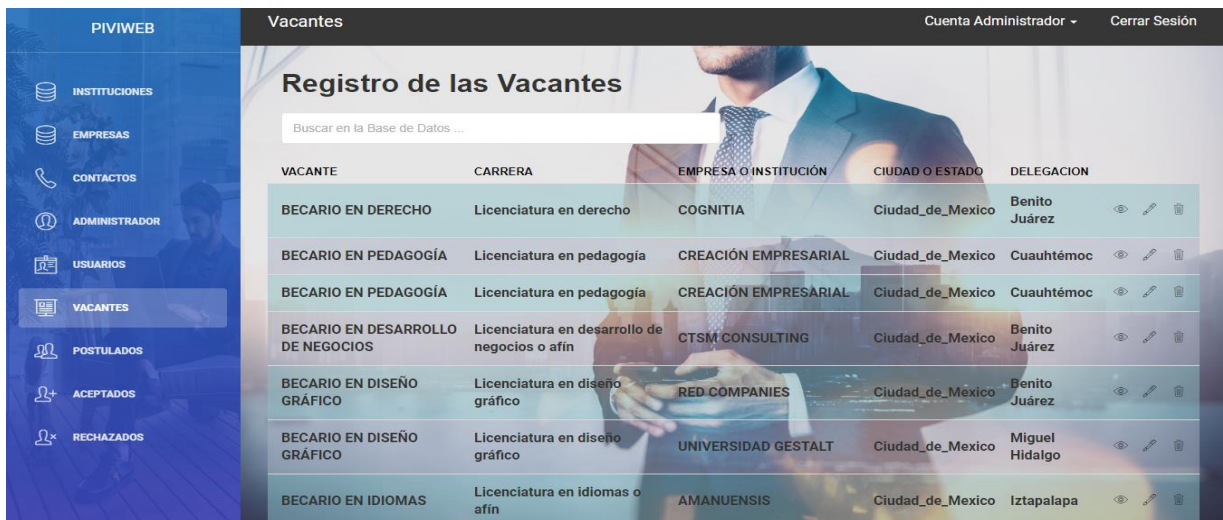 PIVIWEB
Vacantes
Cuenta Administrador
Cerrar Sesión
INSTITUCIONES
EMPRESAS
CONTACTOS
ADMINISTRADOR
USUARIOS
VACANTES
POSTULADOS
ACEPTADOS
RECHAZADOS
Registro de las Vacantes
Buscar en la Base de Datos ...
VACANTE CARRERA EMPRESA O INSTITUCIÓN CIUDAD O ESTADO DELEGACION
BECARIO EN DERECHO Licenciatura en derecho COGNITIA Ciudad_de_Mexico Benito
Juárez
BECARIO EN PEDAGOGÍA Licenciatura en pedagogía CREACIÓN EMPRESARIAL Ciudad_de_Mexico Cuauhtémoc
BECARIO EN PEDAGOGÍA Licenciatura en pedagogía CREACIÓN EMPRESARIAL Ciudad_de_Mexico Cuauhtémoc
BECARIO EN DESARROLLO Licenciatura en desarrollo de CTSM CONSULTING Ciudad_de_Mexico Benito
DE NEGOCIOS negocios o afín Juárez
BECARIO EN DISEÑO Licenciatura en diseño RED COMPANIES Ciudad_de_Mexico Benito
GRÁFICO gráfico Juárez
BECARIO EN DISEÑO Licenciatura en diseño UNIVERSIDAD GESTALT Ciudad_de_Mexico Miguel
GRÁFICO gráfico Hidalgo
BECARIO EN IDIOMAS Licenciatura en idiomas o AMANUENSIS Ciudad_de_Mexico Iztapalapa
afín